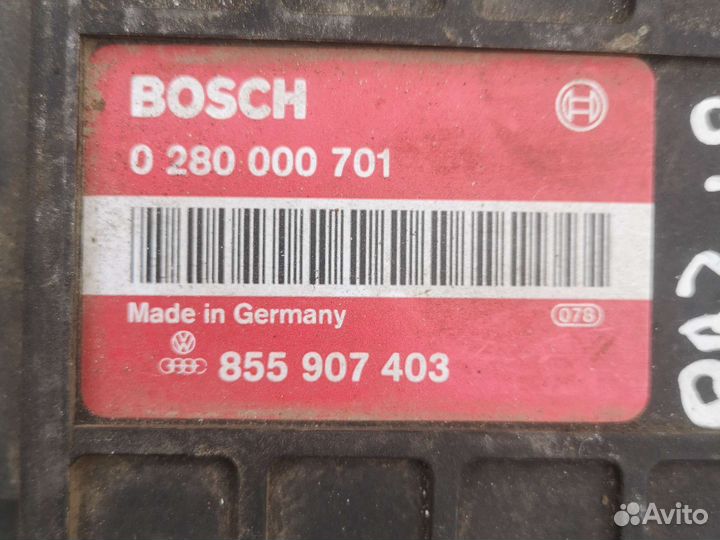 BOSCH
0 280 000 701
Made in Germany
078
855 907 403
Avito